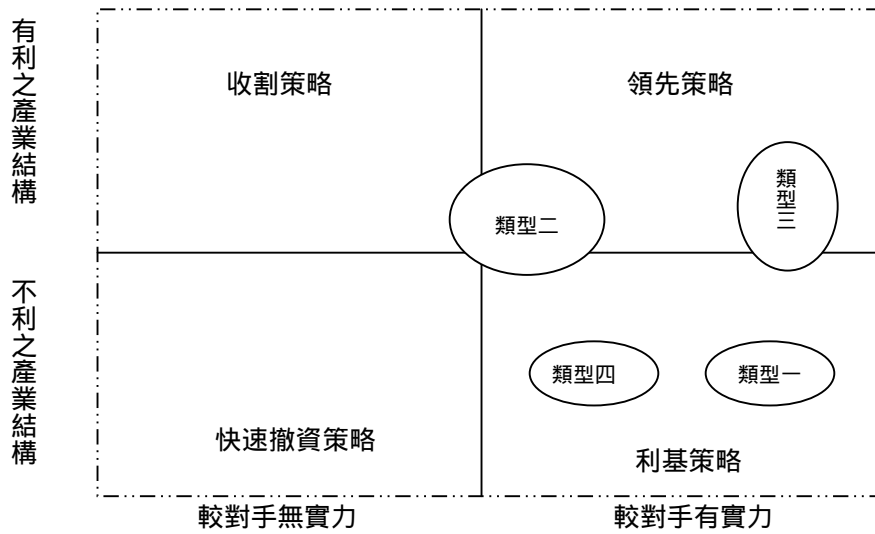 有利之產業結構
收割策略
領先策略
類型三
類型二
不利之產業結構
類型四
類型一
快速撤資策略
利基策略
較對手無實力
較對手有實力